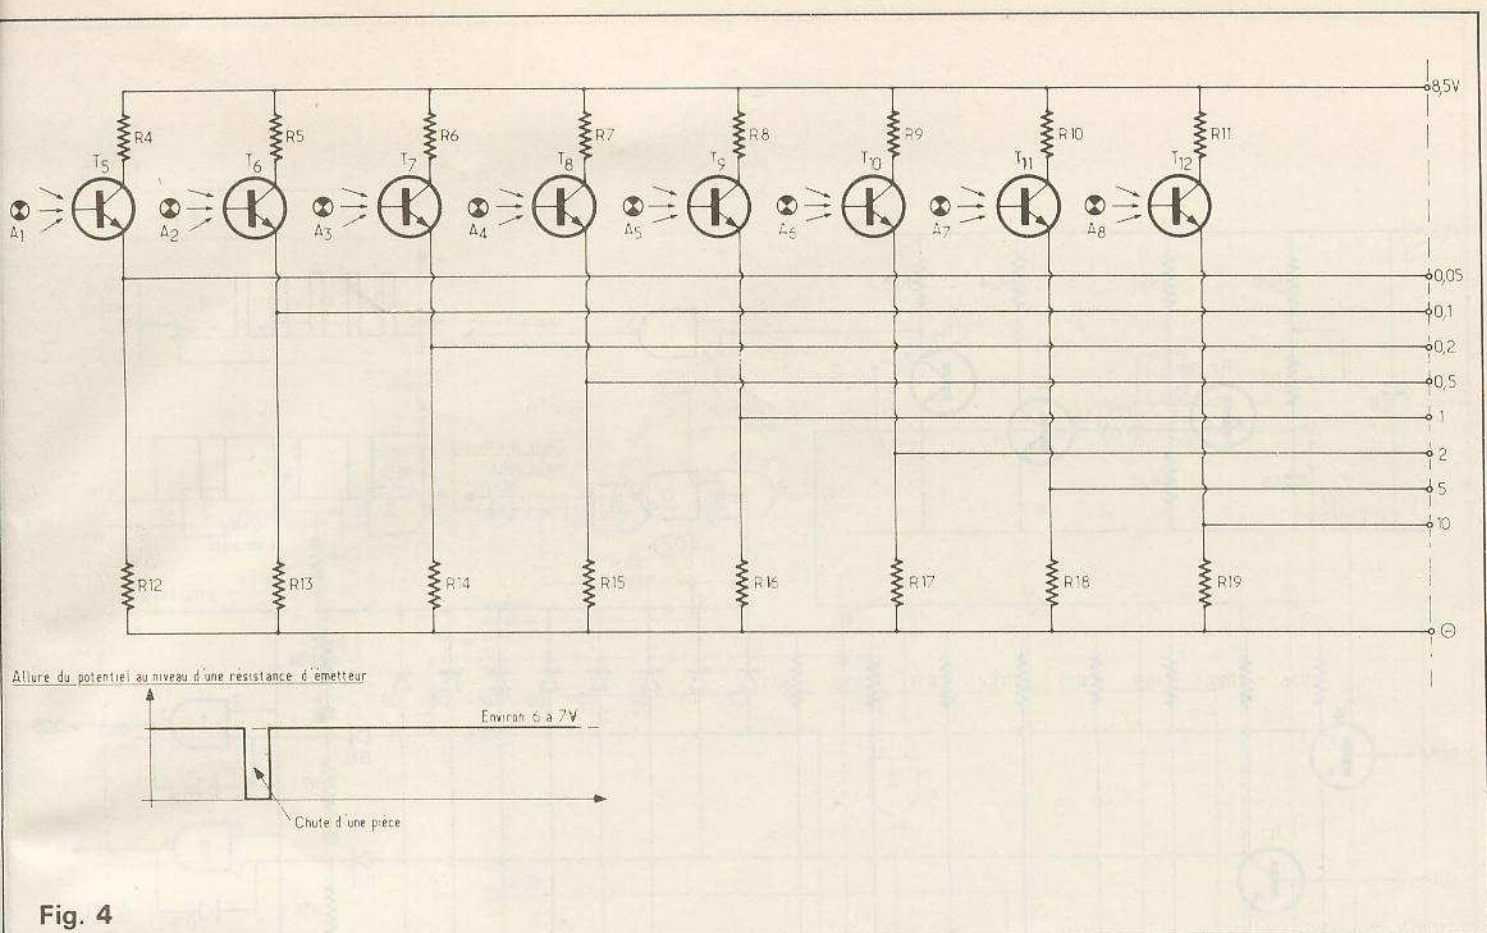 8,5V
R4 R5 R6 R7 R8 R9 R10 R11
T5 T6 T7 T8 T9 T10 T11 T12
A1 A2 A3 A4 A5 A6 A7 A8
0,05
0,1
0,2
0,5
1
2
5
10
R12 R13 R14 R15 R16 R17 R18 R19
⊖
Allure du potentiel au niveau d'une résistance d'émetteur
Environ 6 à 7V
Chute d'une pièce
Fig. 4